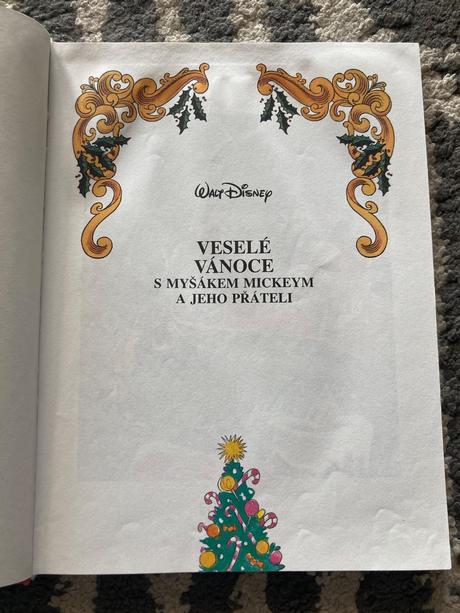 WALT DISNEY
VESELÉ
VÁNOCE
S MYŠÁKEM MICKEYM
A JEHO PŘÁTELI